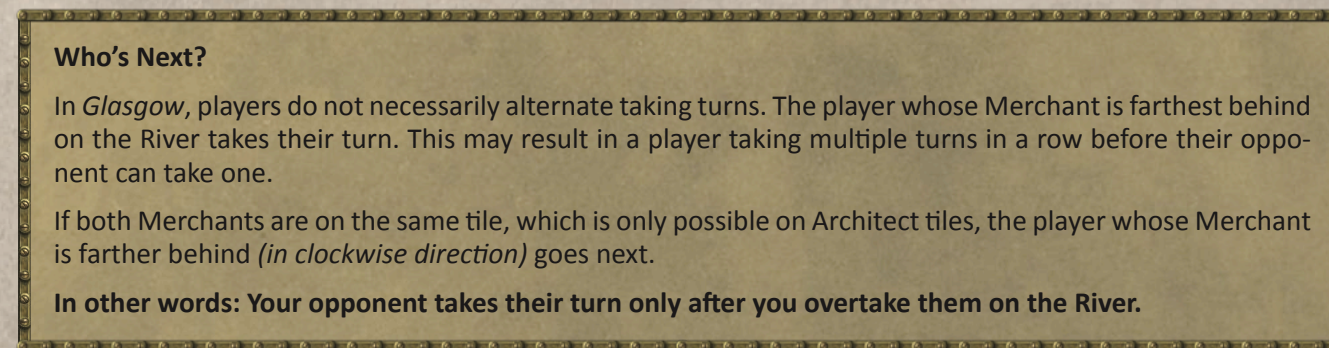 Who's Next?
In Glasgow, players do not necessarily alternate taking turns. The player whose Merchant is farthest behind
on the River takes their turn. This may result in a player taking multiple turns in a row before their oppo-
nent can take one.
If both Merchants are on the same tile, which is only possible on Architect tiles, the player whose Merchant
is farther behind (in clockwise direction) goes next.
In other words: Your opponent takes their turn only after you overtake them on the River.